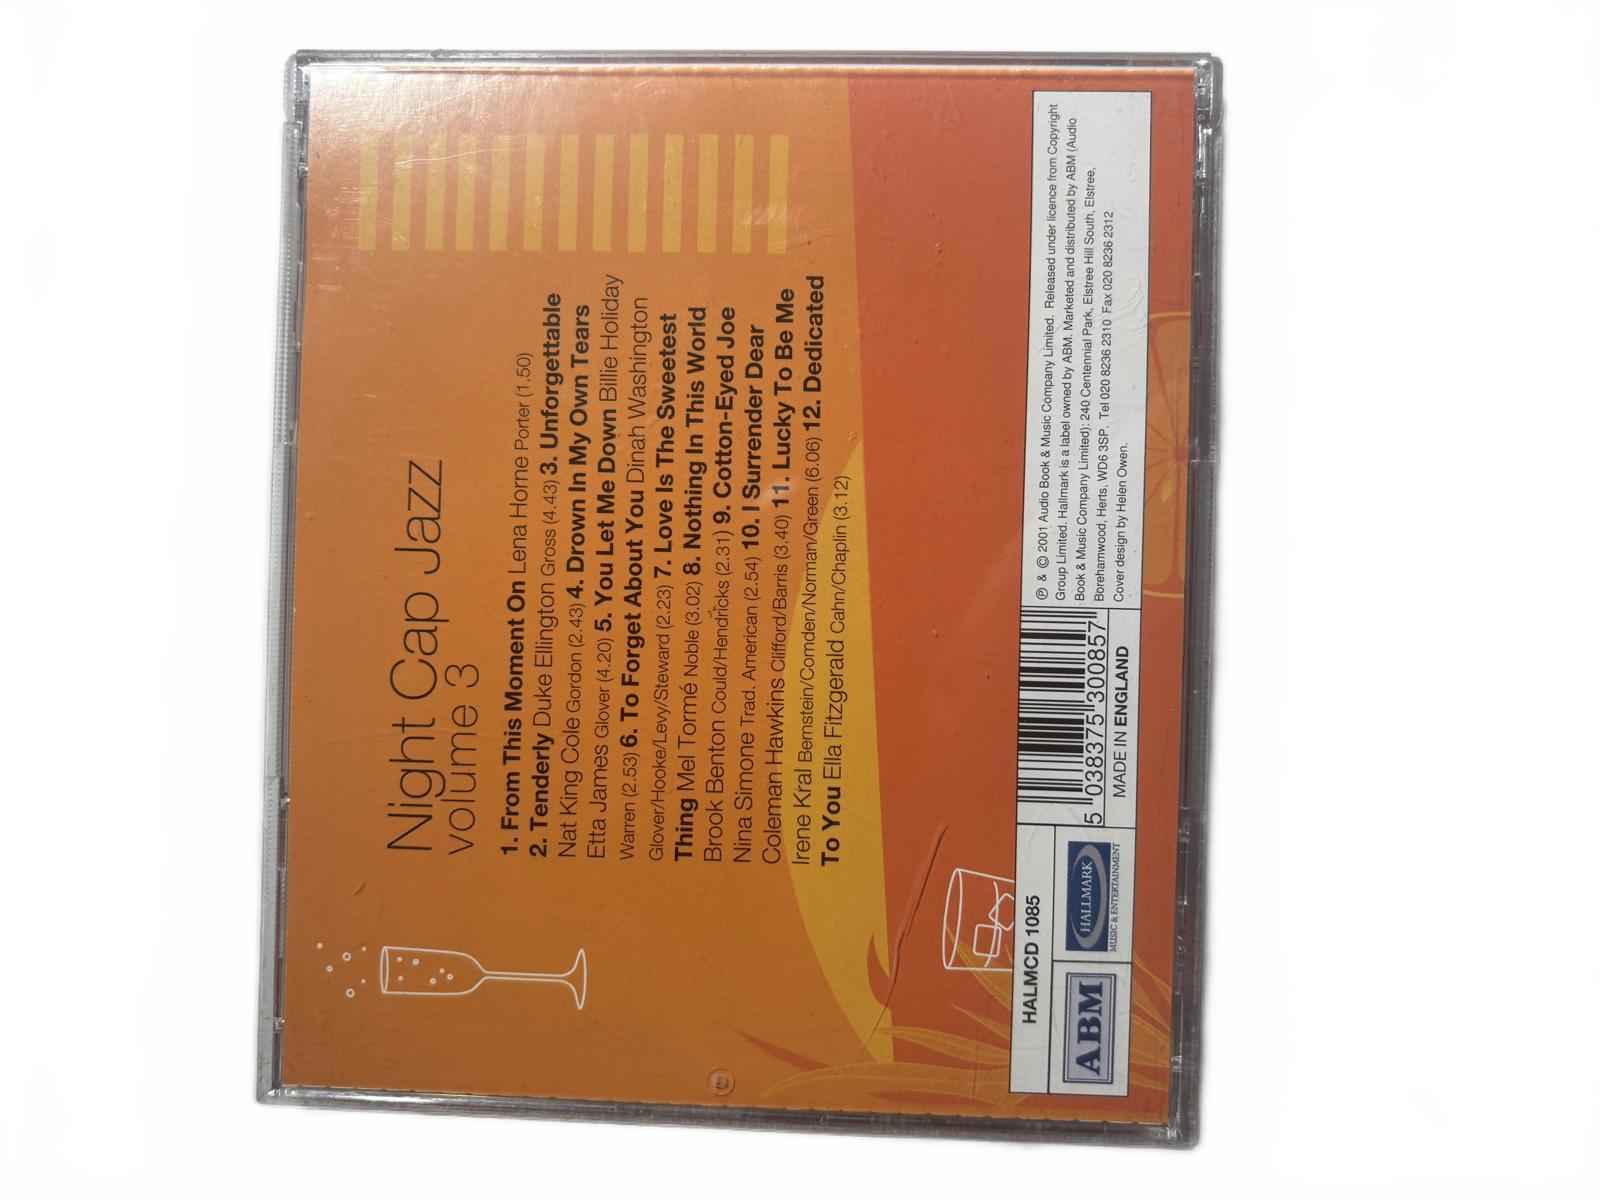 Night Cap Jazz
volume 3
1. From This Moment On Lena Horne Porter (1.50)
2. Tenderly Duke Ellington Gross (4.43) 3. Unforgettable
Nat King Cole Gordon (2.43) 4. Drown In My Own Tears
Etta James Glover (4.20) 5. You Let Me Down Billie Holiday
Warren (2.53) 6. To Forget About You Dinah Washington
Glover/Hooke/Levy/Steward (2.23) 7. Love Is The Sweetest
Thing Mel Tormé Noble (3.02) 8. Nothing In This World
Brook Benton Could/Hendricks (2.31) 9. Cotton-Eyed Joe
Nina Simone Trad. American (2.54) 10. I Surrender Dear
Coleman Hawkins Clifford/Barris (3.40) 11. Lucky To Be Me
Irene Kral Bernstein/Comden/Norman/Green (6.06) 12. Dedicated
To You Ella Fitzgerald Cahn/Chaplin (3.12)
HALMCD 1085
ABM
HALLMARK
MUSIC & ENTERTAINMENT
5 038375 300857
MADE IN ENGLAND
℗ & © 2001 Audio Book & Music Company Limited. Released under licence from Copyright
Group Limited. Hallmark is a label owned by ABM. Marketed and distributed by ABM (Audio
Book & Music Company Limited): 240 Centennial Park, Elstree Hill South, Elstree,
Borehamwood, Herts, WD6 3SP. Tel 020 8236 2310 Fax 020 8236 2312
Cover design by Helen Owen.